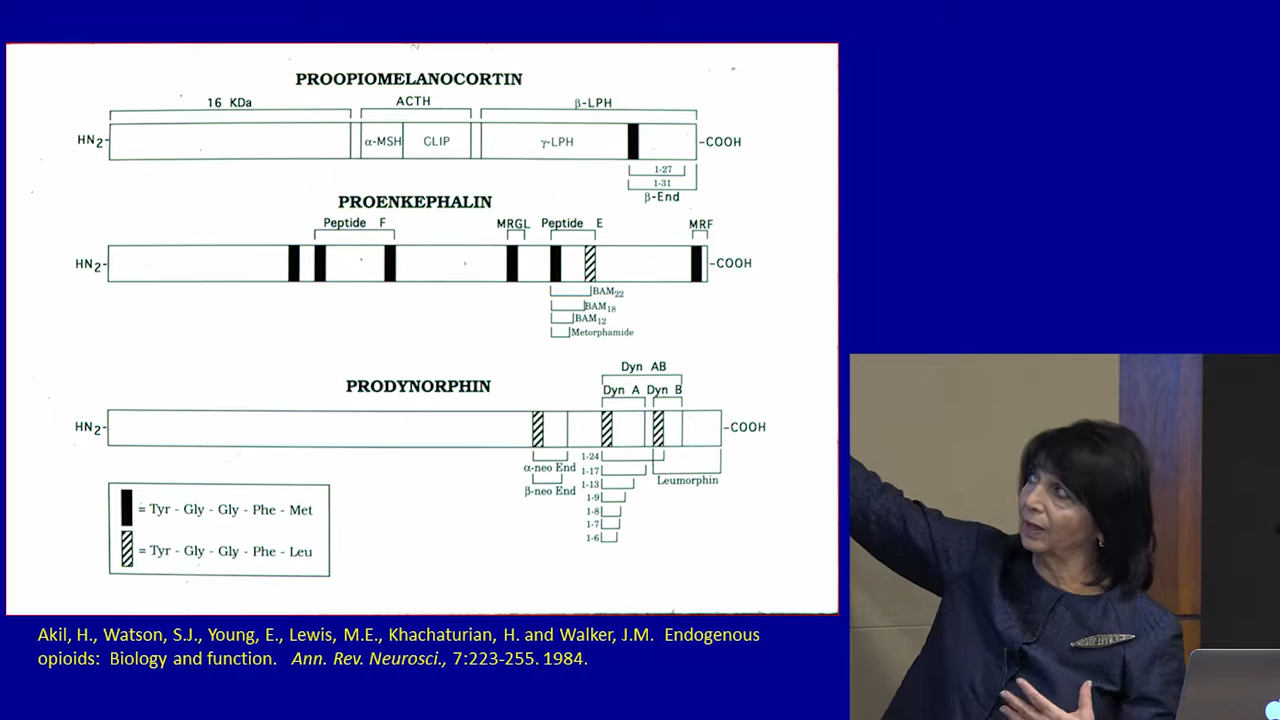 PROOPIOMELANOCORTIN
16 KDa
ACTH
β-LPH
HN2
α-MSH
CLIP
γ-LPH
-COOH
1-27
1-31
β-End
PROENKEPHALIN
Peptide F
MRGL
Peptide E
MRF
HN2
-COOH
BAM22
BAM18
BAM12
Metorphamide
PRODYNORPHIN
Dyn AB
Dyn A
Dyn B
HN2
-COOH
α-neo End
β-neo End
1-24
1-17
1-13
1-9
1-8
1-7
1-6
Leumorphin
= Tyr - Gly - Gly - Phe - Met
= Tyr - Gly - Gly - Phe - Leu
Akil, H., Watson, S.J., Young, E., Lewis, M.E., Khachaturian, H. and Walker, J.M. Endogenous
opioids: Biology and function. Ann. Rev. Neurosci., 7:223-255. 1984.